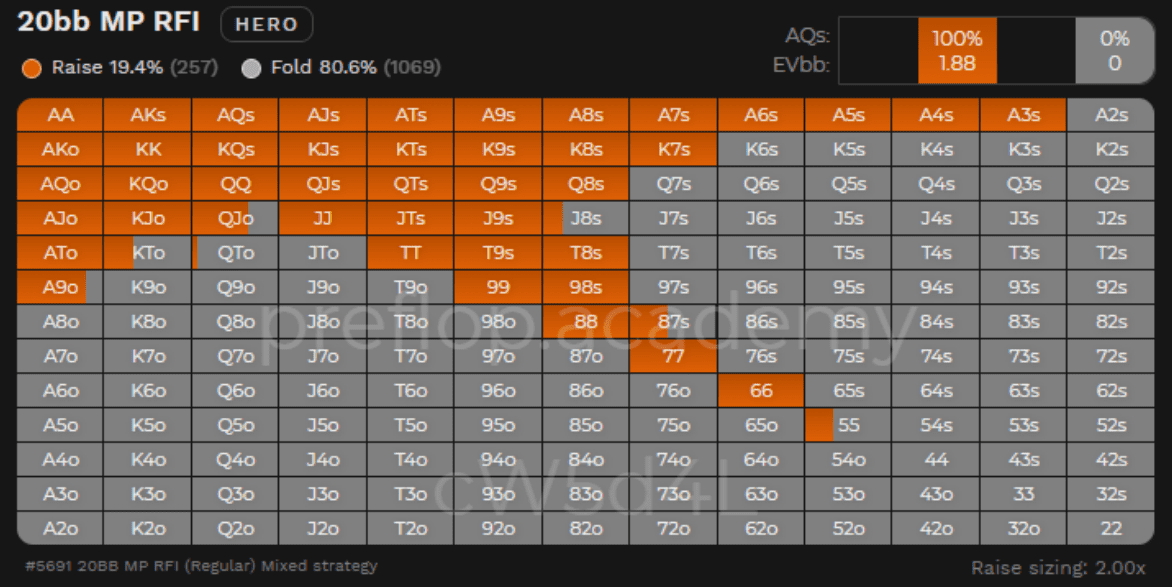 20bb MP RFI HERO
Raise 19.4% (257) Fold 80.6% (1069)
AQs: 100% 0%
EVbb: 1.88 0
AA AKs AQs AJs ATs A9s A8s A7s A6s A5s A4s A3s A2s
AKo KK KQs KJs KTs K9s K8s K7s K6s K5s K4s K3s K2s
AQo KQo QQ QJs QTs Q9s Q8s Q7s Q6s Q5s Q4s Q3s Q2s
AJo KJo QJo JJ JTs J9s J8s J7s J6s J5s J4s J3s J2s
ATo KTo QTo JTo TT T9s T8s T7s T6s T5s T4s T3s T2s
A9o K9o Q9o J9o T9o 99 98s 97s 96s 95s 94s 93s 92s
A8o K8o Q8o J8o T8o 98o 88 87s 86s 85s 84s 83s 82s
preflop.academy
A7o K7o Q7o J7o T7o 97o 87o 77 76s 75s 74s 73s 72s
A6o K6o Q6o J6o T6o 96o 86o 76o 66 65s 64s 63s 62s
A5o K5o Q5o J5o T5o 95o 85o 75o 65o 55 54s 53s 52s
A4o K4o Q4o J4o T4o 94o 84o 74o 64o 54o 44 43s 42s
cW5d4L
A3o K3o Q3o J3o T3o 93o 83o 73o 63o 53o 43o 33 32s
A2o K2o Q2o J2o T2o 92o 82o 72o 62o 52o 42o 32o 22
#5691 20BB MP RFI (Regular) Mixed strategy Raise sizing: 2.00x